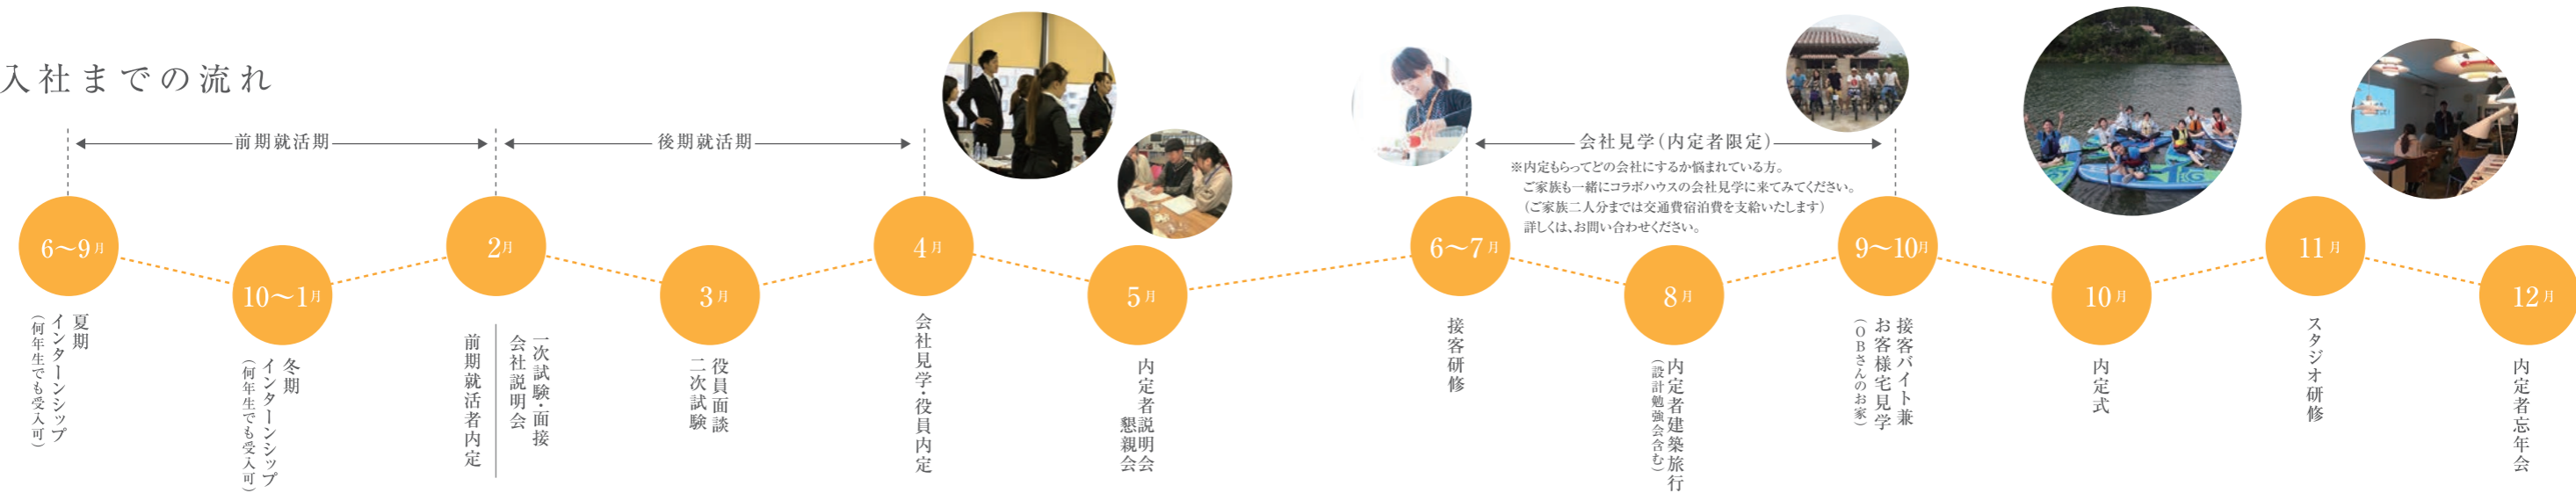 入社までの流れ
前期就活期
後期就活期
会社見学(内定者限定)
※内定もらってどの会社にするか悩まれている方。
ご家族も一緒にコラボハウスの会社見学に来てみてください。
(ご家族二人分までは交通費宿泊費を支給いたします)
詳しくは、お問い合わせください。
6〜9月
夏期
インターンシップ
(何年生でも受入可)
10〜1月
冬期
インターンシップ
(何年生でも受入可)
2月
一次試験・面接
会社説明会
前期就活者内定
3月
役員面談
二次試験
4月
会社見学・役員内定
5月
内定者説明会
懇親会
6〜7月
接客研修
8月
内定者建築旅行
(設計勉強会含む)
9〜10月
接客バイト兼
お客様宅見学
(OBさんのお家)
10月
内定式
11月
スタジオ研修
12月
内定者忘年会